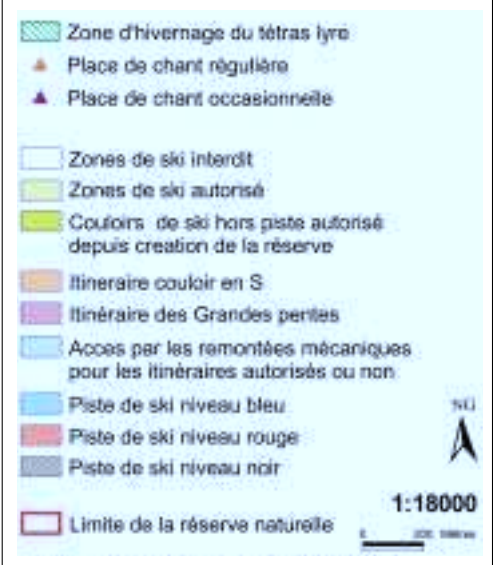 Zone d'hivernage du tétras lyre
Place de chant régulière
Place de chant occasionnelle
Zones de ski interdit
Zones de ski autorisé
Couloirs de ski hors piste autorisé
depuis creation de la réserve
Itineraire couloir en S
Itinéraire des Grandes pentes
Acces par les remontées mécaniques
pour les itinéraires autorisés ou non
Piste de ski niveau bleu
Piste de ski niveau rouge
Piste de ski niveau noir
1:18000
Limite de la réserve naturelle
0